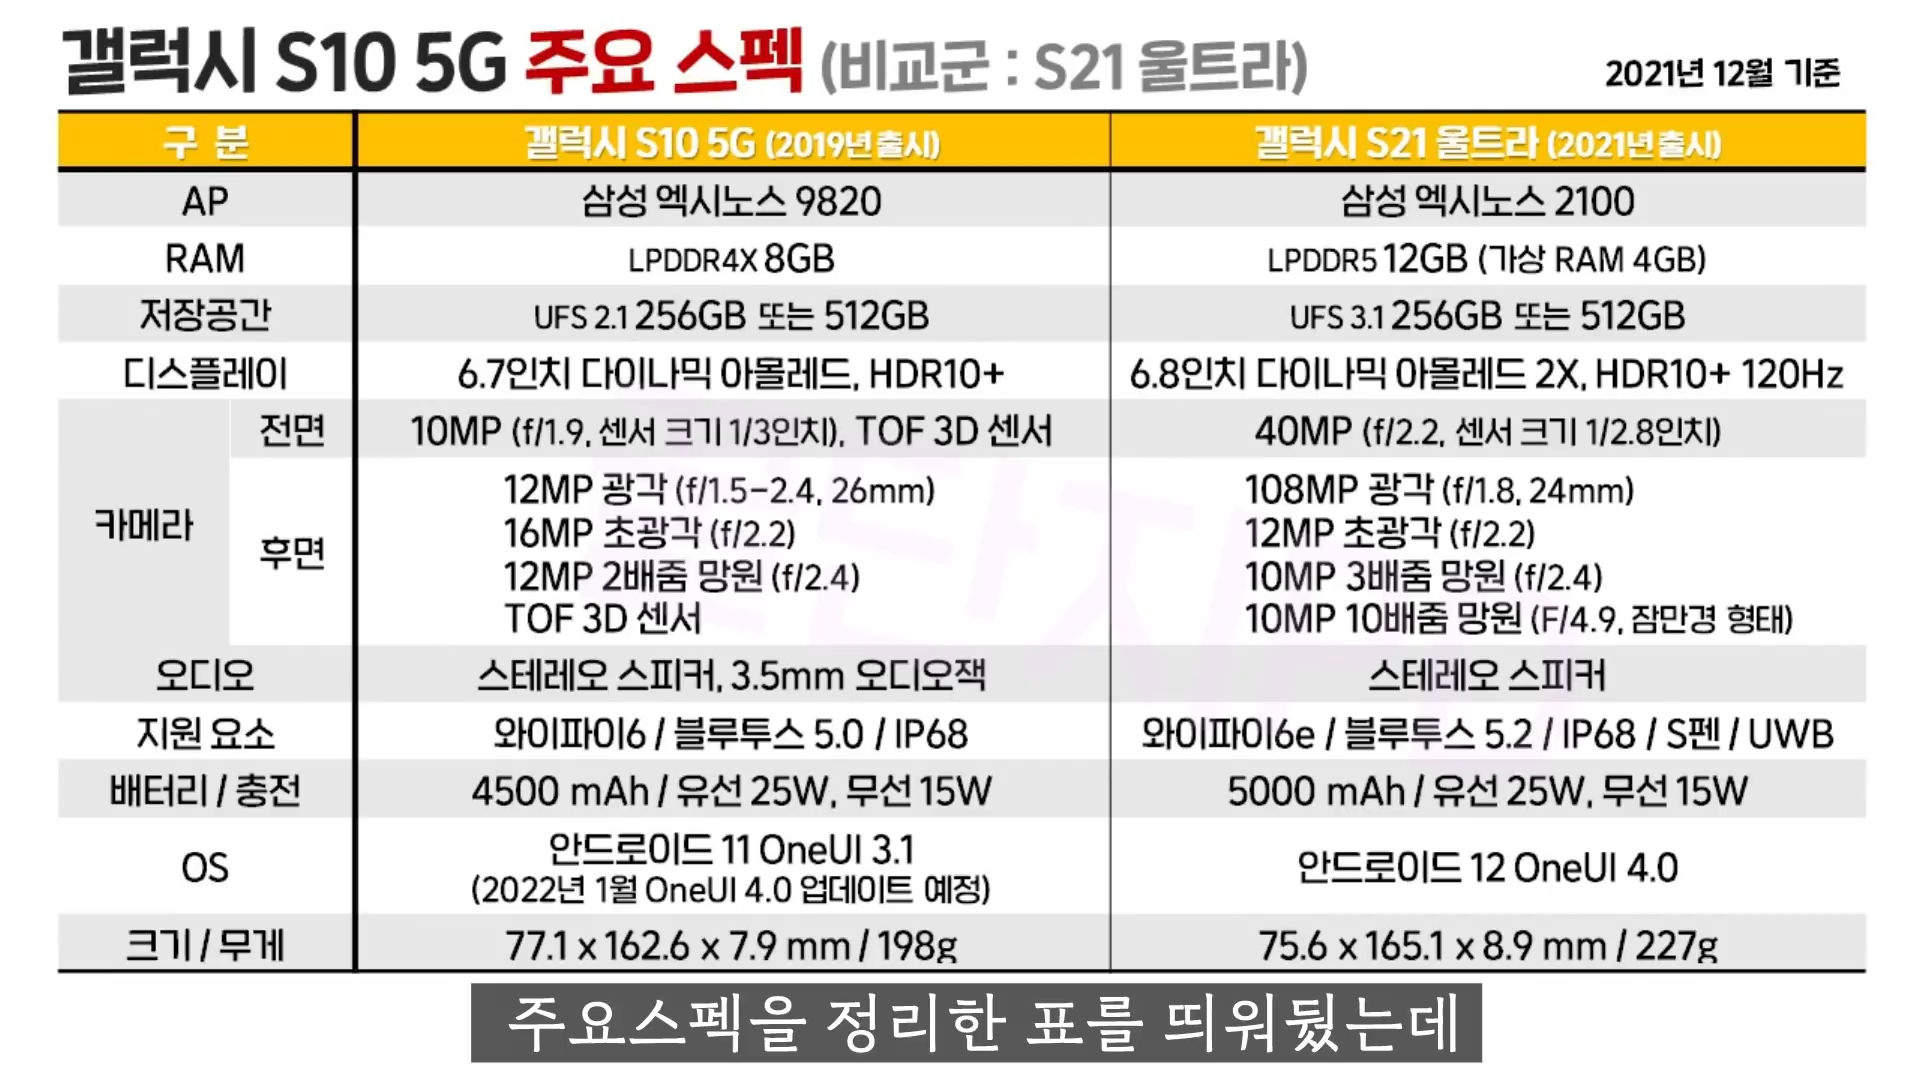 갤럭시 S10 5G 주요 스펙 (비교군 : S21 울트라)
2021년 12월 기준
구 분 갤럭시 S10 5G (2019년 출시) 갤럭시 S21 울트라 (2021년 출시)
AP 삼성 엑시노스 9820 삼성 엑시노스 2100
RAM LPDDR4X 8GB LPDDR5 12GB (가상 RAM 4GB)
저장공간 UFS 2.1 256GB 또는 512GB UFS 3.1 256GB 또는 512GB
디스플레이 6.7인치 다이나믹 아몰레드, HDR10+ 6.8인치 다이나믹 아몰레드 2X, HDR10+ 120Hz
카메라
전면 10MP (f/1.9, 센서 크기 1/3인치), TOF 3D 센서 40MP (f/2.2, 센서 크기 1/2.8인치)
후면
12MP 광각 (f/1.5-2.4, 26mm) 108MP 광각 (f/1.8, 24mm)
16MP 초광각 (f/2.2) 12MP 초광각 (f/2.2)
12MP 2배줌 망원 (f/2.4) 10MP 3배줌 망원 (f/2.4)
TOF 3D 센서 10MP 10배줌 망원 (F/4.9, 잠만경 형태)
오디오 스테레오 스피커, 3.5mm 오디오잭 스테레오 스피커
지원 요소 와이파이6 / 블루투스 5.0 / IP68 와이파이6e / 블루투스 5.2 / IP68 / S펜 / UWB
배터리 / 충전 4500 mAh / 유선 25W, 무선 15W 5000 mAh / 유선 25W, 무선 15W
OS 안드로이드 11 OneUI 3.1 안드로이드 12 OneUI 4.0
(2022년 1월 OneUI 4.0 업데이트 예정)
크기 / 무게 77.1 x 162.6 x 7.9 mm / 198g 75.6 x 165.1 x 8.9 mm / 227g
주요스펙을 정리한 표를 띄워뒀는데